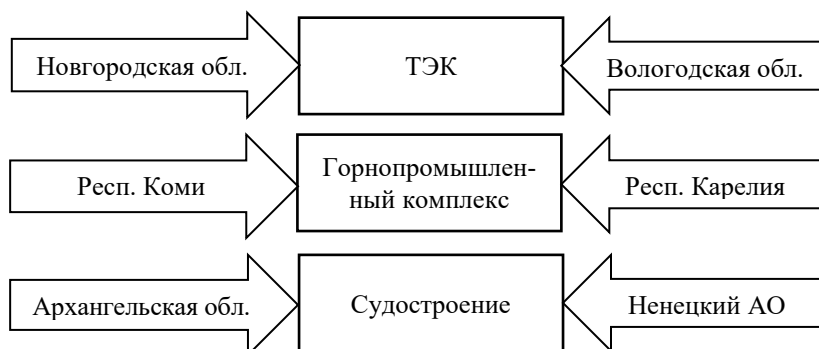 Новгородская обл.
ТЭК
Вологодская обл.
Респ. Коми
Горнопромышлен-
ный комплекс
Респ. Карелия
Архангельская обл.
Судостроение
Ненецкий АО